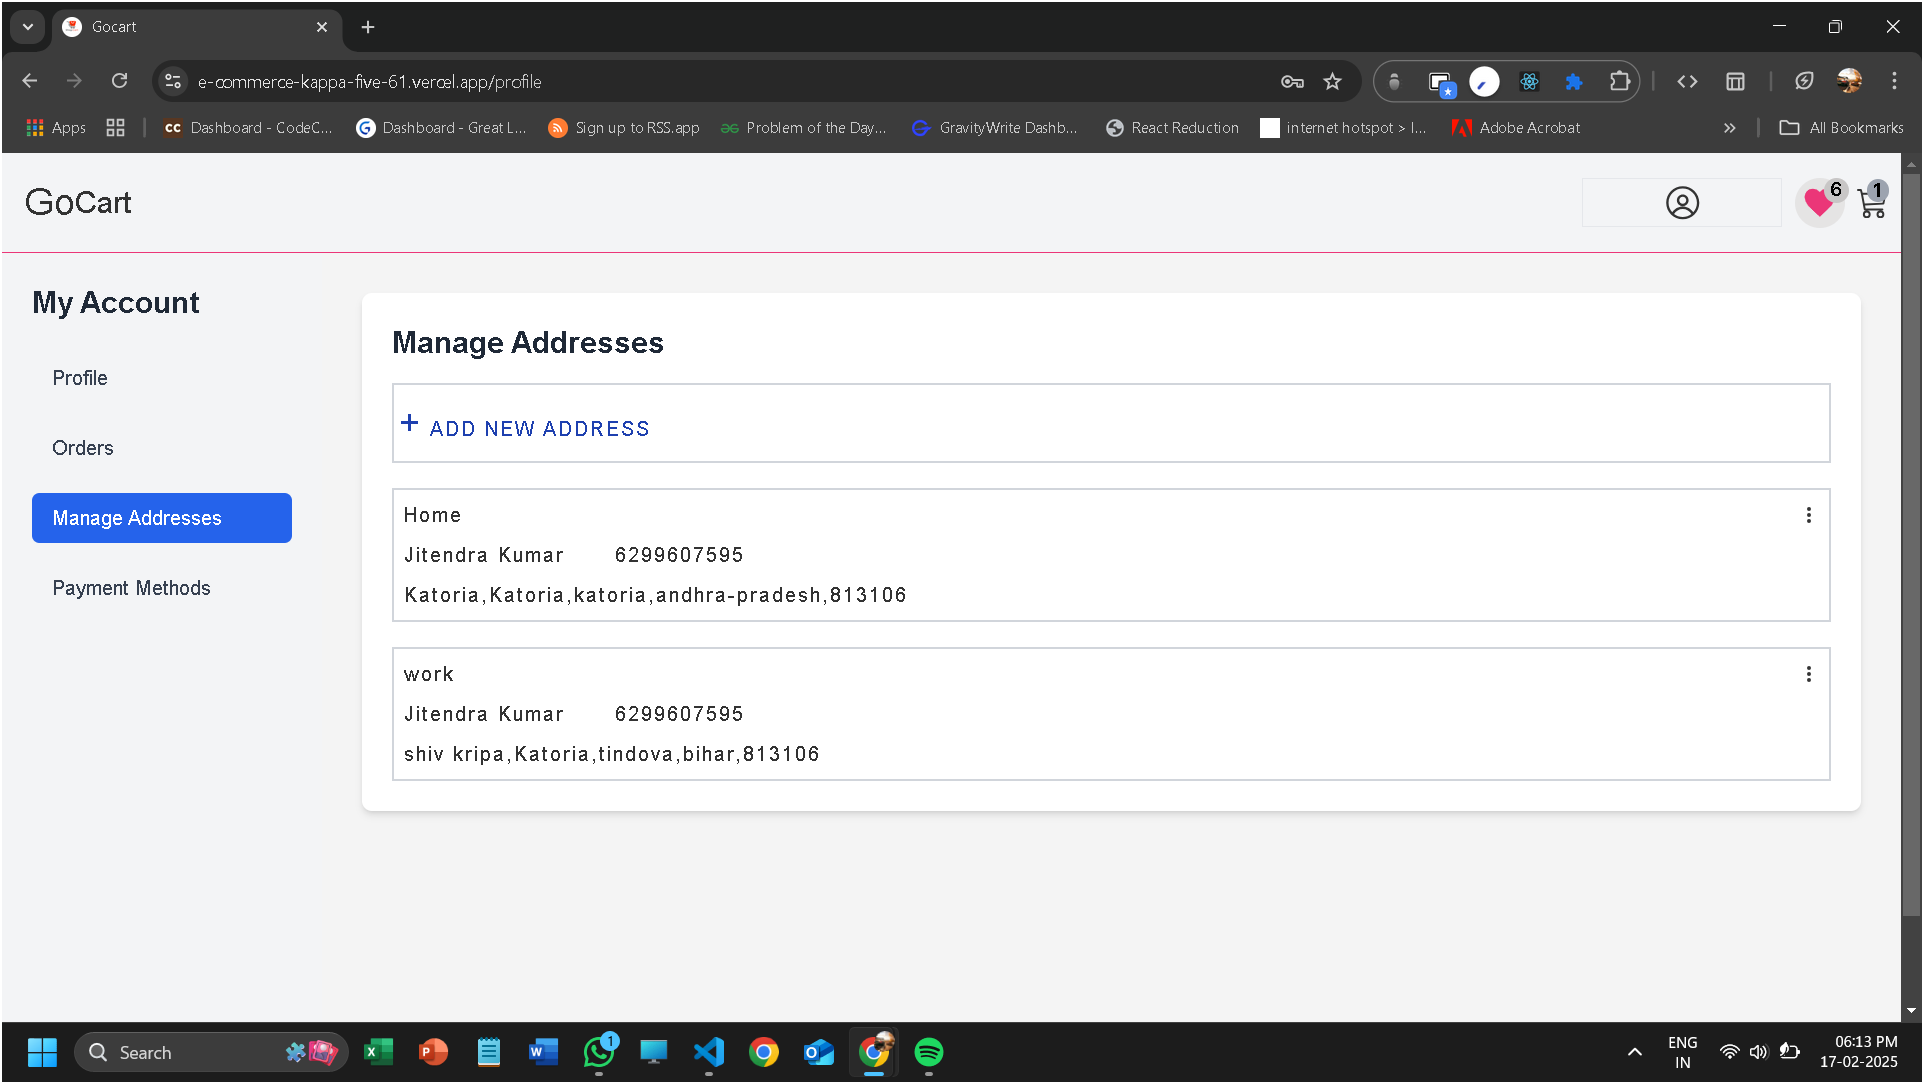 Gocart
e-commerce-kappa-five-61.vercel.app/profile
Apps
CC Dashboard - CodeC...
Dashboard - Great L...
Sign up to RSS.app
Problem of the Day...
GravityWrite Dashb...
React Reduction
internet hotspot > I...
Adobe Acrobat
All Bookmarks
GoCart
6
1
My Account
Profile
Orders
Manage Addresses
Payment Methods
Manage Addresses
+ ADD NEW ADDRESS
Home
Jitendra Kumar 6299607595
Katoria,Katoria,katoria,andhra-pradesh,813106
work
Jitendra Kumar 6299607595
shiv kripa,Katoria,tindova,bihar,813106
Search
1
ENG
IN
06:13 PM
17-02-2025